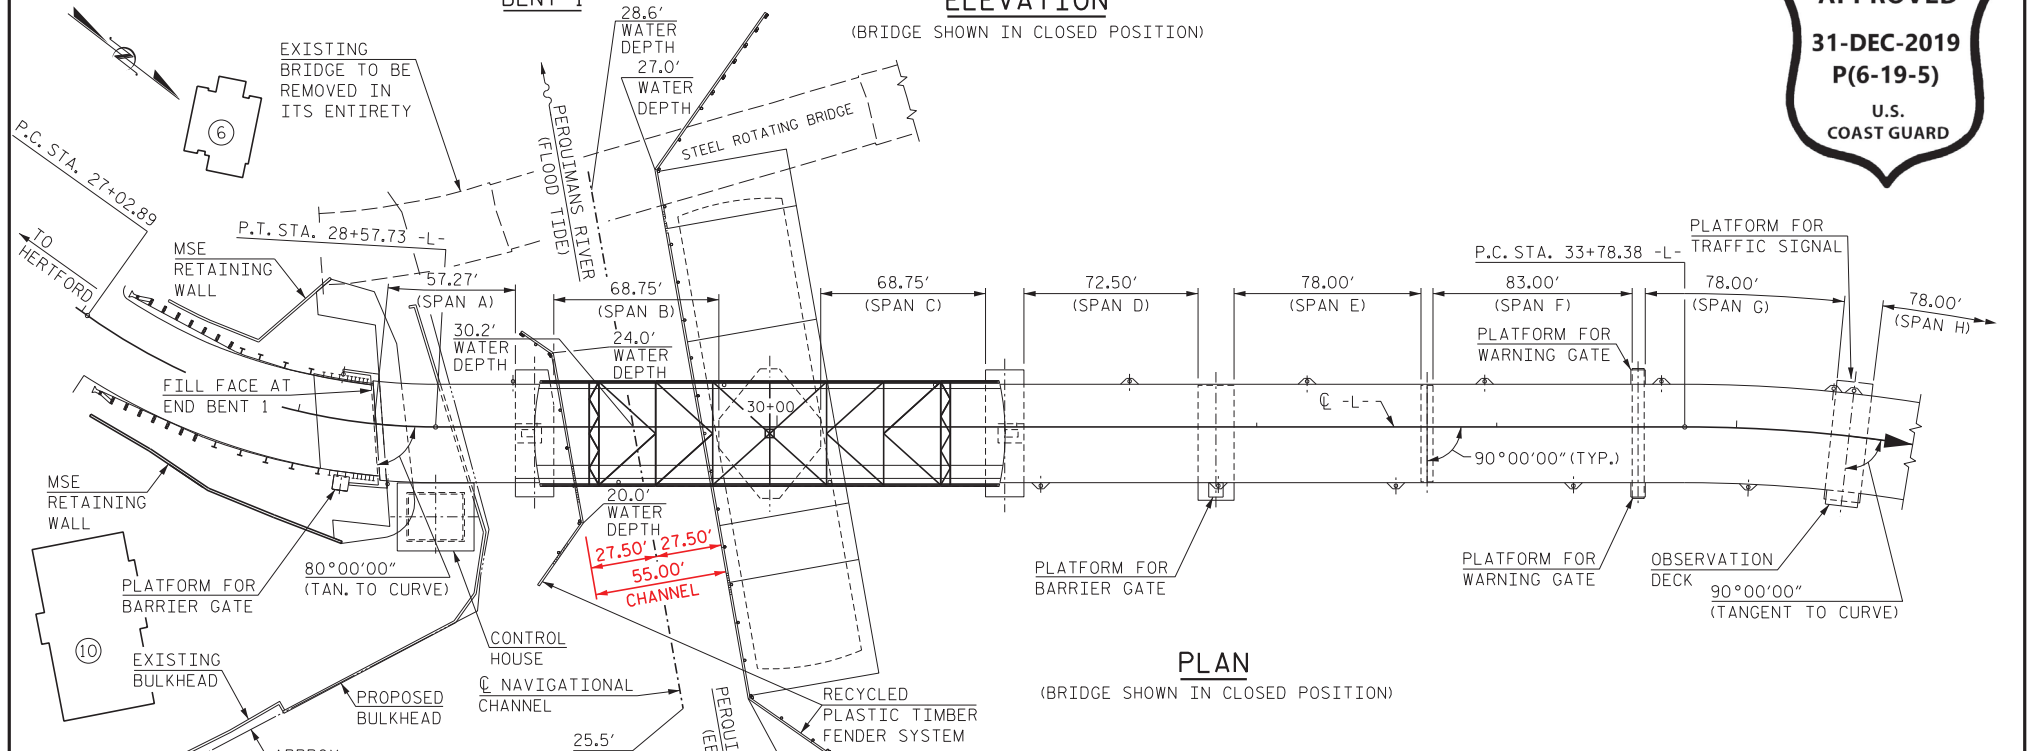 BENT 1
ELEVATION
(BRIDGE SHOWN IN CLOSED POSITION)
APPROVED
31-DEC-2019
P(6-19-5)
U.S.
COAST GUARD
28.6'
WATER
DEPTH
27.0'
WATER
DEPTH
EXISTING
BRIDGE TO BE
REMOVED IN
ITS ENTIRETY
N
6
STEEL ROTATING BRIDGE
PERQUIMANS RIVER
(FLOOD TIDE)
P.C. STA. 27+02.89
P.T. STA. 28+57.73 -L-
TO
HERTFORD
MSE
RETAINING
WALL
57.27'
(SPAN A)
68.75'
(SPAN B)
68.75'
(SPAN C)
72.50'
(SPAN D)
78.00'
(SPAN E)
83.00'
(SPAN F)
78.00'
(SPAN G)
78.00'
(SPAN H)
P.C. STA. 33+78.38 -L-
PLATFORM FOR
TRAFFIC SIGNAL
30.2'
WATER
DEPTH
24.0'
WATER
DEPTH
PLATFORM FOR
WARNING GATE
FILL FACE AT
END BENT 1
30+00
℄ -L-
90°00'00" (TYP.)
MSE
RETAINING
WALL
20.0'
WATER
DEPTH
27.50' 27.50'
55.00'
CHANNEL
80°00'00"
(TAN. TO CURVE)
PLATFORM FOR
BARRIER GATE
PLATFORM FOR
BARRIER GATE
PLATFORM FOR
WARNING GATE
OBSERVATION
DECK
90°00'00"
(TANGENT TO CURVE)
10
CONTROL
HOUSE
EXISTING
BULKHEAD
PROPOSED
BULKHEAD
℄ NAVIGATIONAL
CHANNEL
25.5'
RECYCLED
PLASTIC TIMBER
FENDER SYSTEM
PLAN
(BRIDGE SHOWN IN CLOSED POSITION)